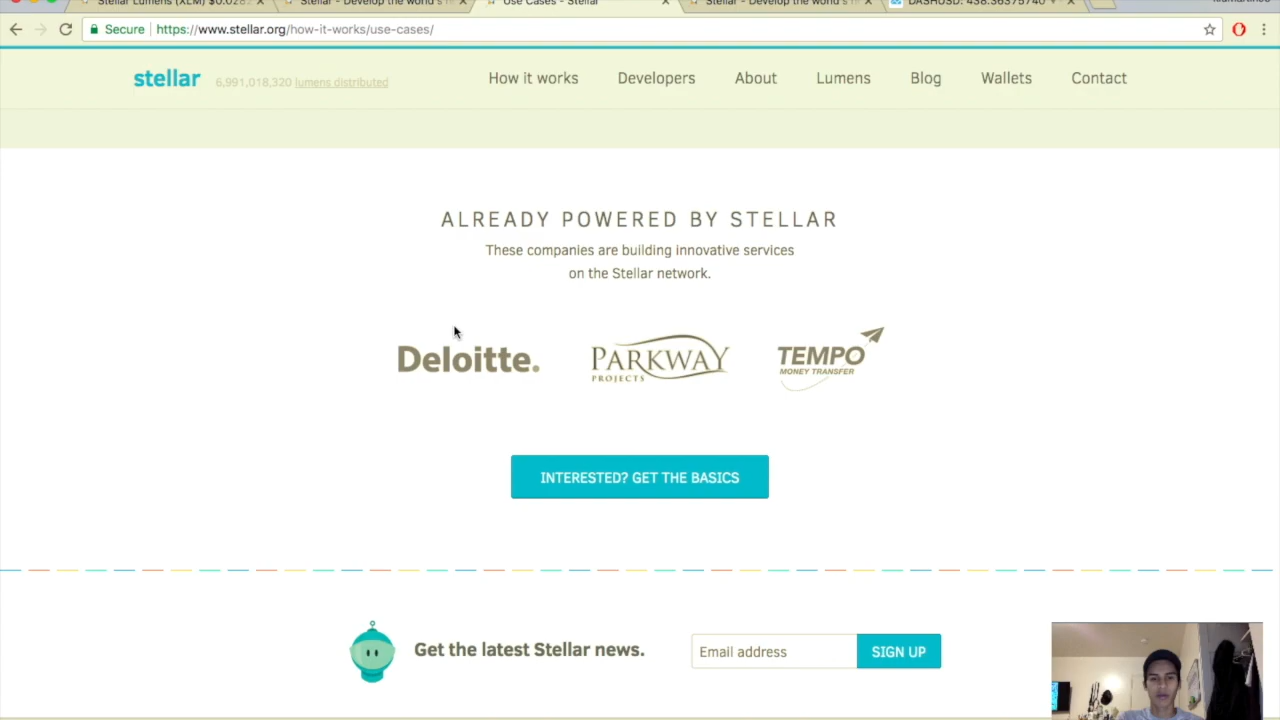 Stellar Lumens (XLM) $0.0282
Stellar - Develop the world's
Use Cases - Stellar
Stellar - Develop the world's
DASHUSD: 438.36375740
Secure
https://www.stellar.org/how-it-works/use-cases/
stellar
6,991,018,320 lumens distributed
How it works
Developers
About
Lumens
Blog
Wallets
Contact
ALREADY POWERED BY STELLAR
These companies are building innovative services
on the Stellar network.
Deloitte.
PARKWAY
PROJECTS
TEMPO
MONEY TRANSFER
INTERESTED? GET THE BASICS
Get the latest Stellar news.
Email address
SIGN UP